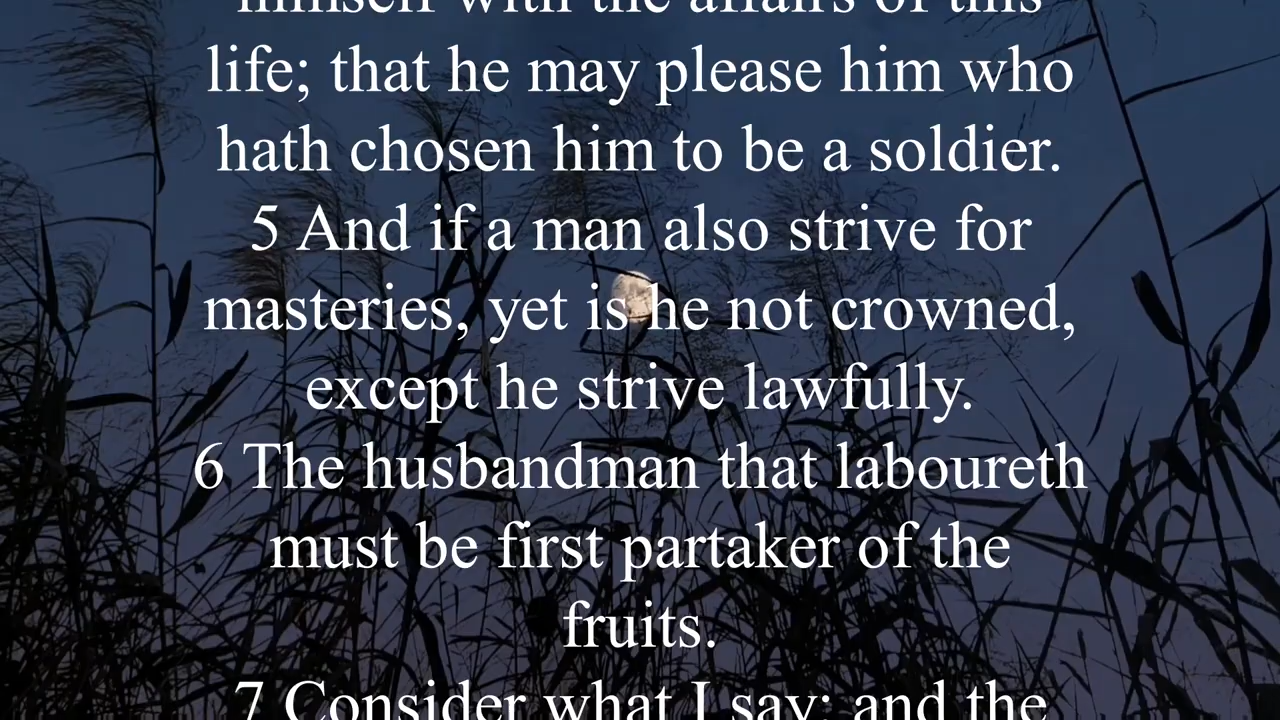 himself with the affairs of this
life; that he may please him who
hath chosen him to be a soldier.
5 And if a man also strive for
masteries, yet is he not crowned,
except he strive lawfully.
6 The husbandman that laboureth
must be first partaker of the
fruits.
7 Consider what I say; and the